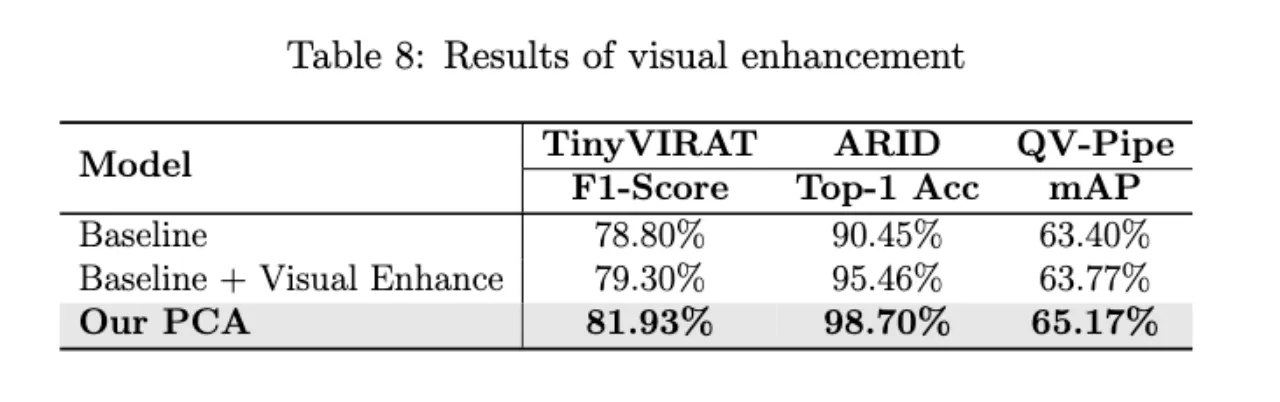 Table 8: Results of visual enhancement
Model TinyVIRAT ARID QV-Pipe
F1-Score Top-1 Acc mAP
Baseline 78.80% 90.45% 63.40%
Baseline + Visual Enhance 79.30% 95.46% 63.77%
Our PCA 81.93% 98.70% 65.17%